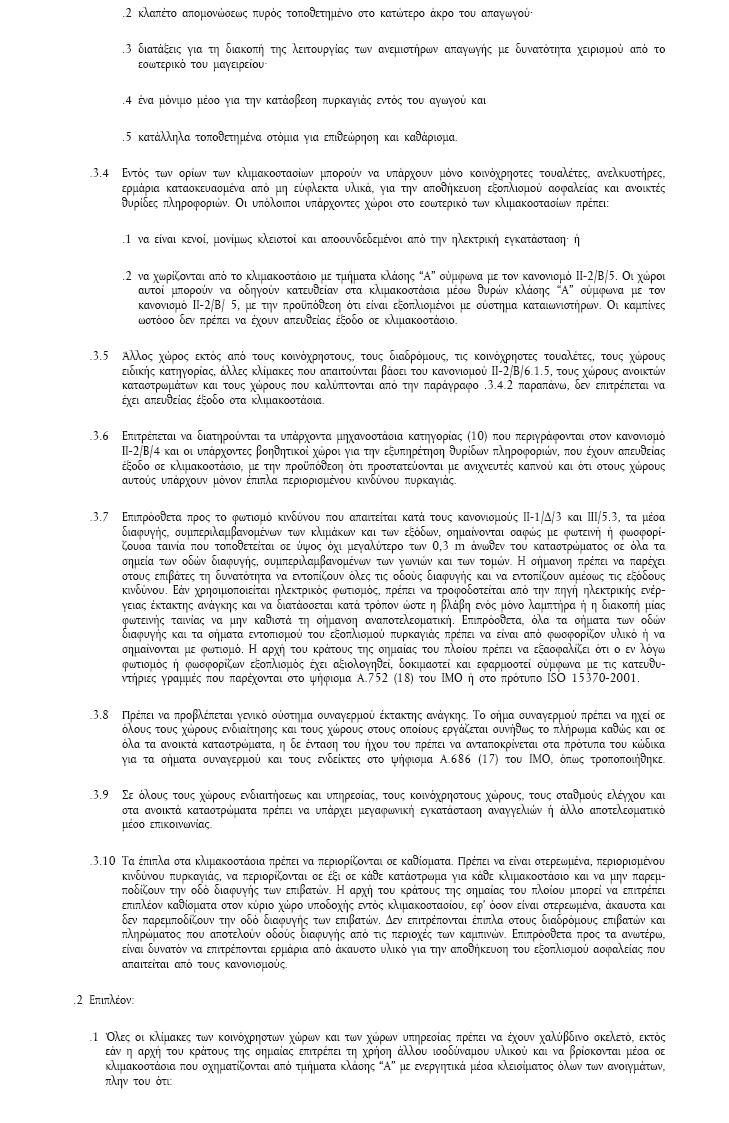 .2 κλαπέτο απομονώσεως πυρός τοποθετημένο στο κατώτερο άκρο του απαγωγού·
.3 διατάξεις για τη διακοπή της λειτουργίας των ανεμιστήρων απαγωγής με δυνατότητα χειρισμού από το
εσωτερικό του μαγειρείου·
.4 ένα μόνιμο μέσο για την κατάσβεση πυρκαγιάς εντός του αγωγού και
.5 κατάλληλα τοποθετημένα στόμια για επιθεώρηση και καθάρισμα.
.3.4 Εντός των ορίων των κλιμακοστασίων μπορούν να υπάρχουν μόνο κοινόχρηστες τουαλέτες, ανελκυστήρες,
ερμάρια κατασκευασμένα από μη εύφλεκτα υλικά, για την αποθήκευση εξοπλισμού ασφαλείας και ανοικτές
θυρίδες πληροφοριών. Οι υπόλοιποι υπάρχοντες χώροι στο εσωτερικό των κλιμακοστασίων πρέπει:
.1 να είναι κενοί, μονίμως κλειστοί και αποσυνδεδεμένοι από την ηλεκτρική εγκατάσταση· ή
.2 να χωρίζονται από το κλιμακοστάσιο με τμήματα κλάσης “Α” σύμφωνα με τον κανονισμό ΙΙ-2/Β/5. Οι χώροι
αυτοί μπορούν να οδηγούν κατευθείαν στα κλιμακοστάσια μέσω θυρών κλάσης “Α” σύμφωνα με τον
κανονισμό ΙΙ-2/Β/ 5, με την προϋπόθεση ότι είναι εξοπλισμένοι με σύστημα καταιωνιστήρων. Οι καμπίνες
ωστόσο δεν πρέπει να έχουν απευθείας έξοδο σε κλιμακοστάσιο.
.3.5 Άλλος χώρος εκτός από τους κοινόχρηστους, τους διαδρόμους, τις κοινόχρηστες τουαλέτες, τους χώρους
ειδικής κατηγορίας, άλλες κλίμακες που απαιτούνται βάσει του κανονισμού ΙΙ-2/Β/6.1.5, τους χώρους ανοικτών
καταστρωμάτων και τους χώρους που καλύπτονται από την παράγραφο .3.4.2 παραπάνω, δεν επιτρέπεται να
έχει απευθείας έξοδο στα κλιμακοστάσια.
.3.6 Επιτρέπεται να διατηρούνται τα υπάρχοντα μηχανοστάσια κατηγορίας (10) που περιγράφονται στον κανονισμό
ΙΙ-2/Β/4 και οι υπάρχοντες βοηθητικοί χώροι για την εξυπηρέτηση θυρίδων πληροφοριών, που έχουν απευθείας
έξοδο σε κλιμακοστάσιο, με την προϋπόθεση ότι προστατεύονται με ανιχνευτές καπνού και ότι στους χώρους
αυτούς υπάρχουν μόνον έπιπλα περιορισμένου κινδύνου πυρκαγιάς.
.3.7 Επιπρόσθετα προς το φωτισμό κινδύνου που απαιτείται κατά τους κανονισμούς ΙΙ-1/Δ/3 και ΙΙΙ/5.3, τα μέσα
διαφυγής, συμπεριλαμβανομένων των κλιμάκων και των εξόδων, σημαίνονται σαφώς με φωτεινή ή φωσφορί-
ζουσα ταινία που τοποθετείται σε ύψος όχι μεγαλύτερο των 0,3 m άνωθεν του καταστρώματος σε όλα τα
σημεία των οδών διαφυγής, συμπεριλαμβανομένων των γωνιών και των τομών. Η σήμανση πρέπει να παρέχει
στους επιβάτες τη δυνατότητα να εντοπίζουν όλες τις οδούς διαφυγής και να εντοπίζουν αμέσως τις εξόδους
κινδύνου. Εάν χρησιμοποιείται ηλεκτρικός φωτισμός, πρέπει να τροφοδοτείται από την πηγή ηλεκτρικής ενέρ-
γειας έκτακτης ανάγκης και να διατάσσεται κατά τρόπον ώστε η βλάβη ενός μόνο λαμπτήρα ή η διακοπή μίας
φωτεινής ταινίας να μην καθιστά τη σήμανση αναποτελεσματική. Επιπρόσθετα, όλα τα σήματα των οδών
διαφυγής και τα σήματα εντοπισμού του εξοπλισμού πυρκαγιάς πρέπει να είναι από φωσφορίζον υλικό ή να
σημαίνονται με φωτισμό. Η αρχή του κράτους της σημαίας του πλοίου πρέπει να εξασφαλίζει ότι ο εν λόγω
φωτισμός ή φωσφορίζων εξοπλισμός έχει αξιολογηθεί, δοκιμαστεί και εφαρμοστεί σύμφωνα με τις κατευθυ-
ντήριες γραμμές που παρέχονται στο ψήφισμα Α.752 (18) του ΙΜΟ ή στο πρότυπο ISO 15370-2001.
.3.8 Πρέπει να προβλέπεται γενικό σύστημα συναγερμού έκτακτης ανάγκης. Το σήμα συναγερμού πρέπει να ηχεί σε
όλους τους χώρους ενδιαίτησης και τους χώρους στους οποίους εργάζεται συνήθως το πλήρωμα καθώς και σε
όλα τα ανοικτά καταστρώματα, η δε ένταση του ήχου του πρέπει να ανταποκρίνεται στα πρότυπα του κώδικα
για τα σήματα συναγερμού και τους ενδείκτες στο ψήφισμα Α.686 (17) του ΙΜΟ, όπως τροποποιήθηκε.
.3.9 Σε όλους τους χώρους ενδιαιτήσεως και υπηρεσίας, τους κοινόχρηστους χώρους, τους σταθμούς ελέγχου και
στα ανοικτά καταστρώματα πρέπει να υπάρχει μεγαφωνική εγκατάσταση αναγγελιών ή άλλο αποτελεσματικό
μέσο επικοινωνίας.
.3.10 Τα έπιπλα στα κλιμακοστάσια πρέπει να περιορίζονται σε καθίσματα. Πρέπει να είναι στερεωμένα, περιορισμένου
κινδύνου πυρκαγιάς, να περιορίζονται σε έξι σε κάθε κατάστρωμα για κάθε κλιμακοστάσιο και να μην παρεμ-
ποδίζουν την οδό διαφυγής των επιβατών. Η αρχή του κράτους της σημαίας του πλοίου μπορεί να επιτρέπει
επιπλέον καθίσματα στον κύριο χώρο υποδοχής εντός κλιμακοστασίου, εφ' όσον είναι στερεωμένα, άκαυστα και
δεν παρεμποδίζουν την οδό διαφυγής των επιβατών. Δεν επιτρέπονται έπιπλα στους διαδρόμους επιβατών και
πληρώματος που αποτελούν οδούς διαφυγής από τις περιοχές των καμπινών. Επιπρόσθετα προς τα ανωτέρω,
είναι δυνατόν να επιτρέπονται ερμάρια από άκαυστο υλικό για την αποθήκευση του εξοπλισμού ασφαλείας που
απαιτείται από τους κανονισμούς.
.2 Επιπλέον:
.1 Όλες οι κλίμακες των κοινόχρηστων χώρων και των χώρων υπηρεσίας πρέπει να έχουν χαλύβδινο σκελετό, εκτός
εάν η αρχή του κράτους της σημαίας επιτρέπει τη χρήση άλλου ισοδύναμου υλικού και να βρίσκονται μέσα σε
κλιμακοστάσια που σχηματίζονται από τμήματα κλάσης “Α” με ενεργητικά μέσα κλεισίματος όλων των ανοιγμάτων,
πλην του ότι: